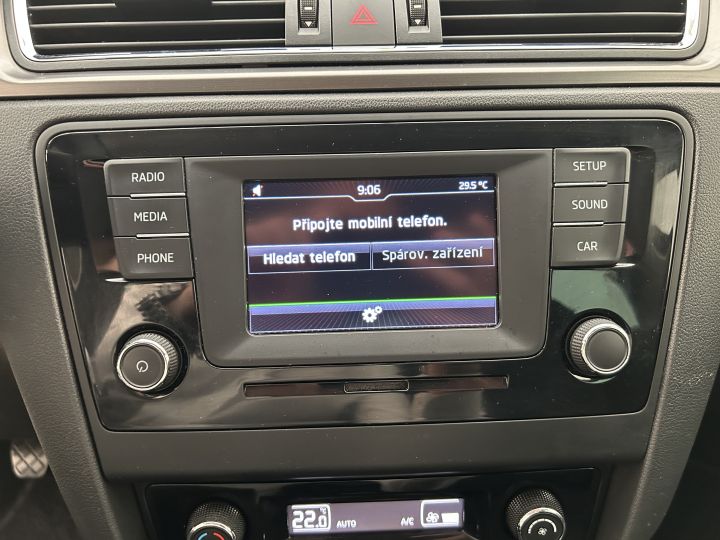 RADIO
MEDIA
PHONE
9:06
29.5 °C
Připojte mobilní telefon.
Hledat telefon
Spárov. zařízení
SETUP
SOUND
CAR
22.0 °C AUTO A/C